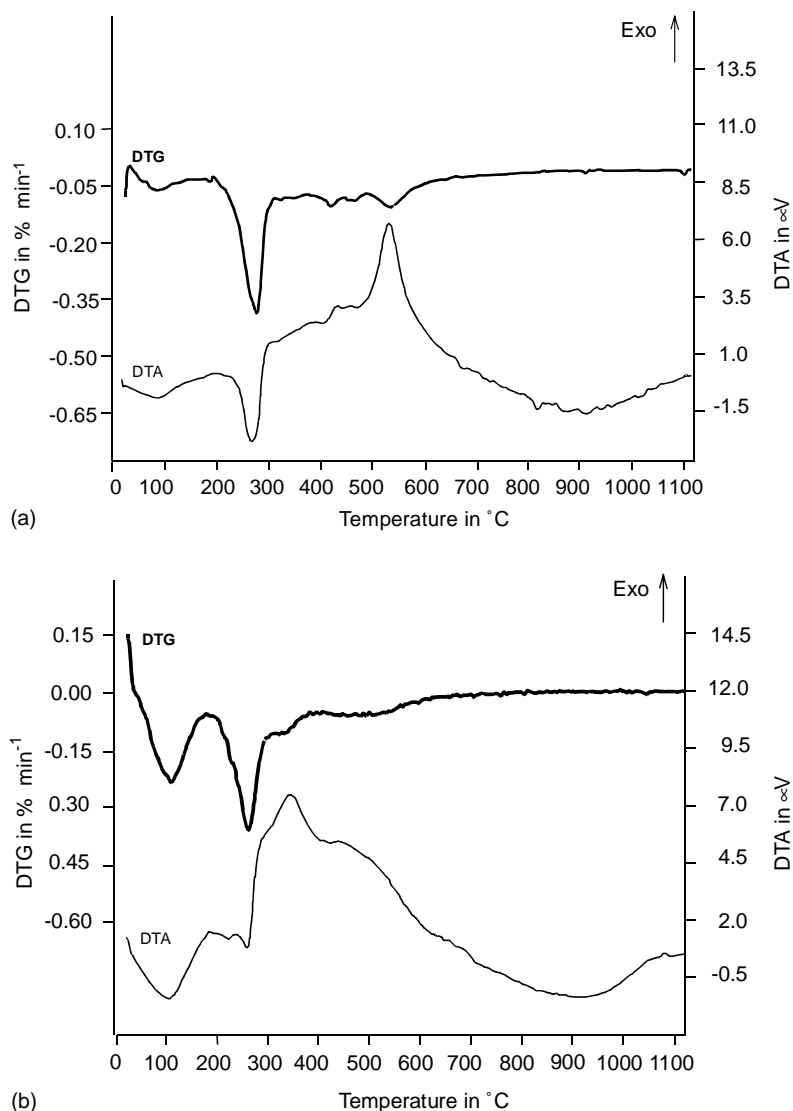 Exo
13.5
11.0
8.5
6.0
3.5
1.0
-1.5
DTA in ∝V
0.10
-0.05
-0.20
-0.35
-0.50
-0.65
DTG in % min⁻¹
DTG
DTA
0 100 200 300 400 500 600 700 800 900 1000 1100
(a)
Temperature in ˚C
Exo
14.5
12.0
9.5
7.0
4.5
2.0
-0.5
DTA in ∝V
0.15
0.00
-0.15
0.30
0.45
-0.60
DTG in % min⁻¹
DTG
DTA
0 100 200 300 400 500 600 700 800 900 1000 1100
(b)
Temperature in ˚C